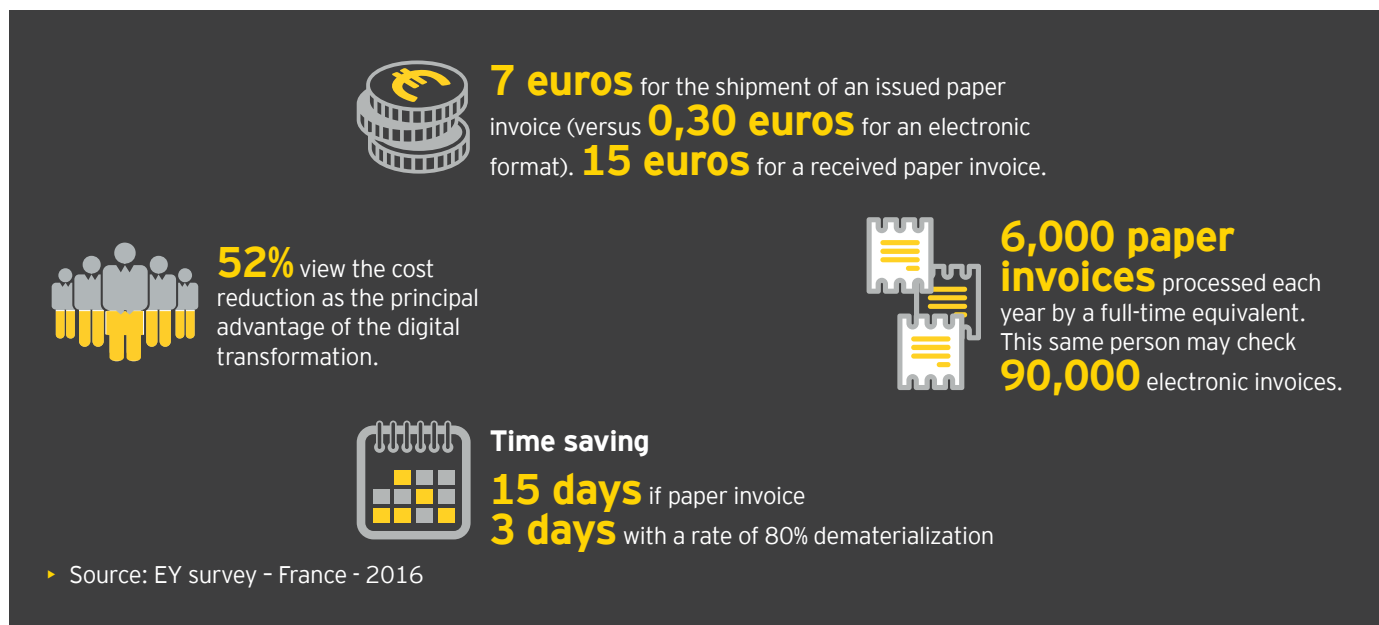 7 euros for the shipment of an issued paper
invoice (versus 0,30 euros for an electronic
format). 15 euros for a received paper invoice.
52% view the cost
reduction as the principal
advantage of the digital
transformation.
6,000 paper
invoices processed each
year by a full-time equivalent.
This same person may check
90,000 electronic invoices.
Time saving
15 days if paper invoice
3 days with a rate of 80% dematerialization
▸ Source: EY survey – France - 2016